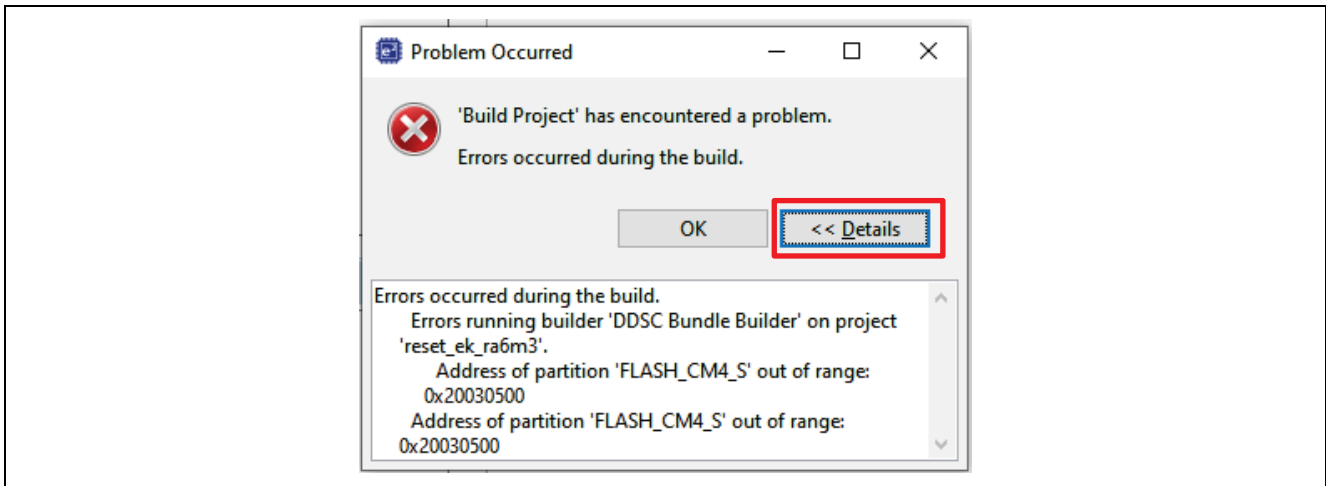 Problem Occurred
'Build Project' has encountered a problem.
Errors occurred during the build.
OK
<< Details
Errors occurred during the build.
Errors running builder 'DDSC Bundle Builder' on project
'reset_ek_ra6m3'.
Address of partition 'FLASH_CM4_S' out of range:
0x20030500
Address of partition 'FLASH_CM4_S' out of range:
0x20030500